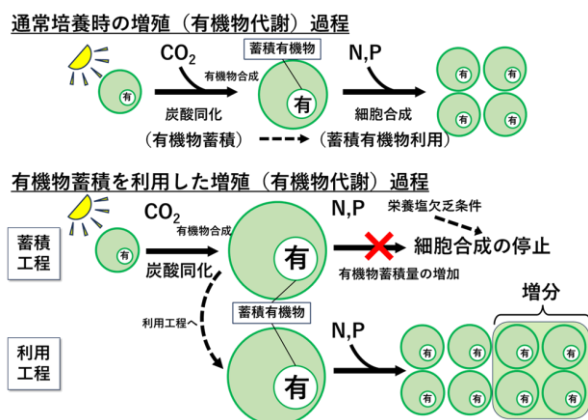 通常培養時の増殖（有機物代謝）過程
CO2 蓄積有機物 N,P
有機物合成
有 有 有 有
炭酸同化 細胞合成 有 有
（有機物蓄積） （蓄積有機物利用）
有機物蓄積を利用した増殖（有機物代謝）過程
CO2 N,P 栄養塩欠乏条件
蓄積工程 有機物合成
有 有 細胞合成の停止
炭酸同化 有機物蓄積量の増加
増分
利用工程へ 蓄積有機物
N,P 有 有 有 有
利用工程 有 有 有 有 有